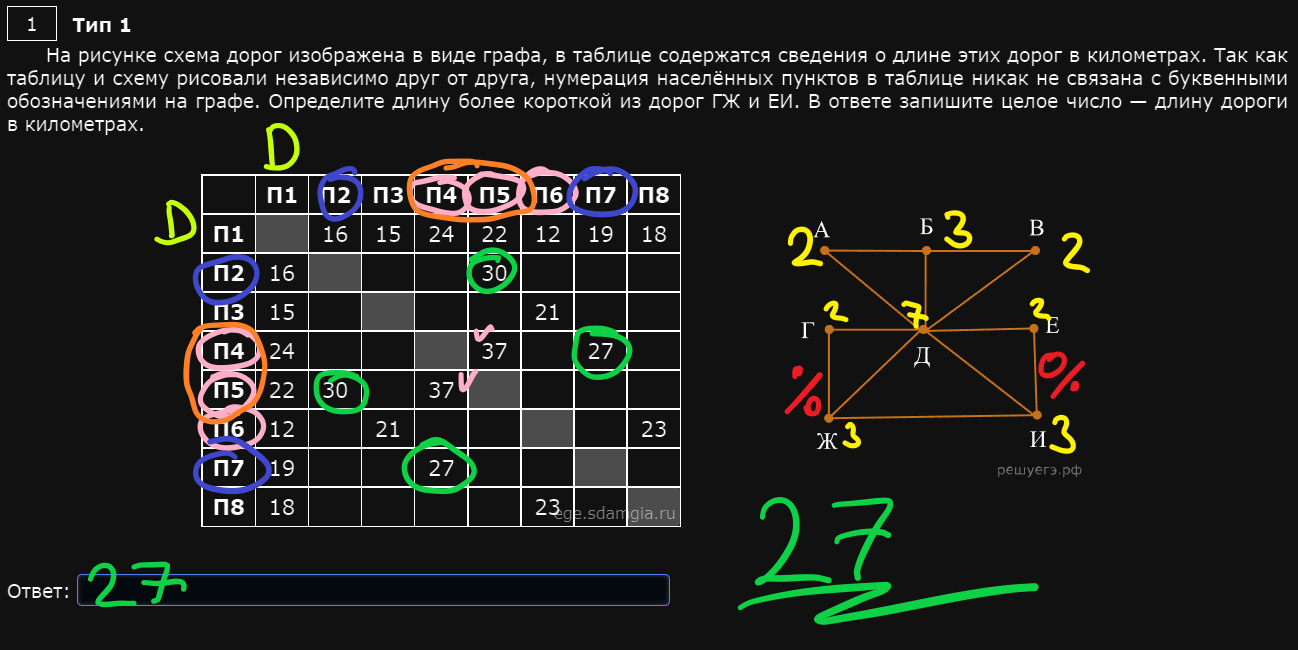 1 Тип 1
На рисунке схема дорог изображена в виде графа, в таблице содержатся сведения о длине этих дорог в километрах. Так как
таблицу и схему рисовали независимо друг от друга, нумерация населённых пунктов в таблице никак не связана с буквенными
обозначениями на графе. Определите длину более короткой из дорог ГЖ и ЕИ. В ответе запишите целое число — длину дороги
в километрах.
D
П1 П2 П3 П4 П5 П6 П7 П8
D П1 16 15 24 22 12 19 18
П2 16 30
П3 15 21
П4 24 37 27
П5 22 30 37
П6 12 21 23
П7 19 27
П8 18 23
ege.sdamgia.ru
2 А Б 3 В 2
Г 2 7 2 Е
Д
% %
Ж 3 И 3
решуегэ.рф
27
Ответ: 27